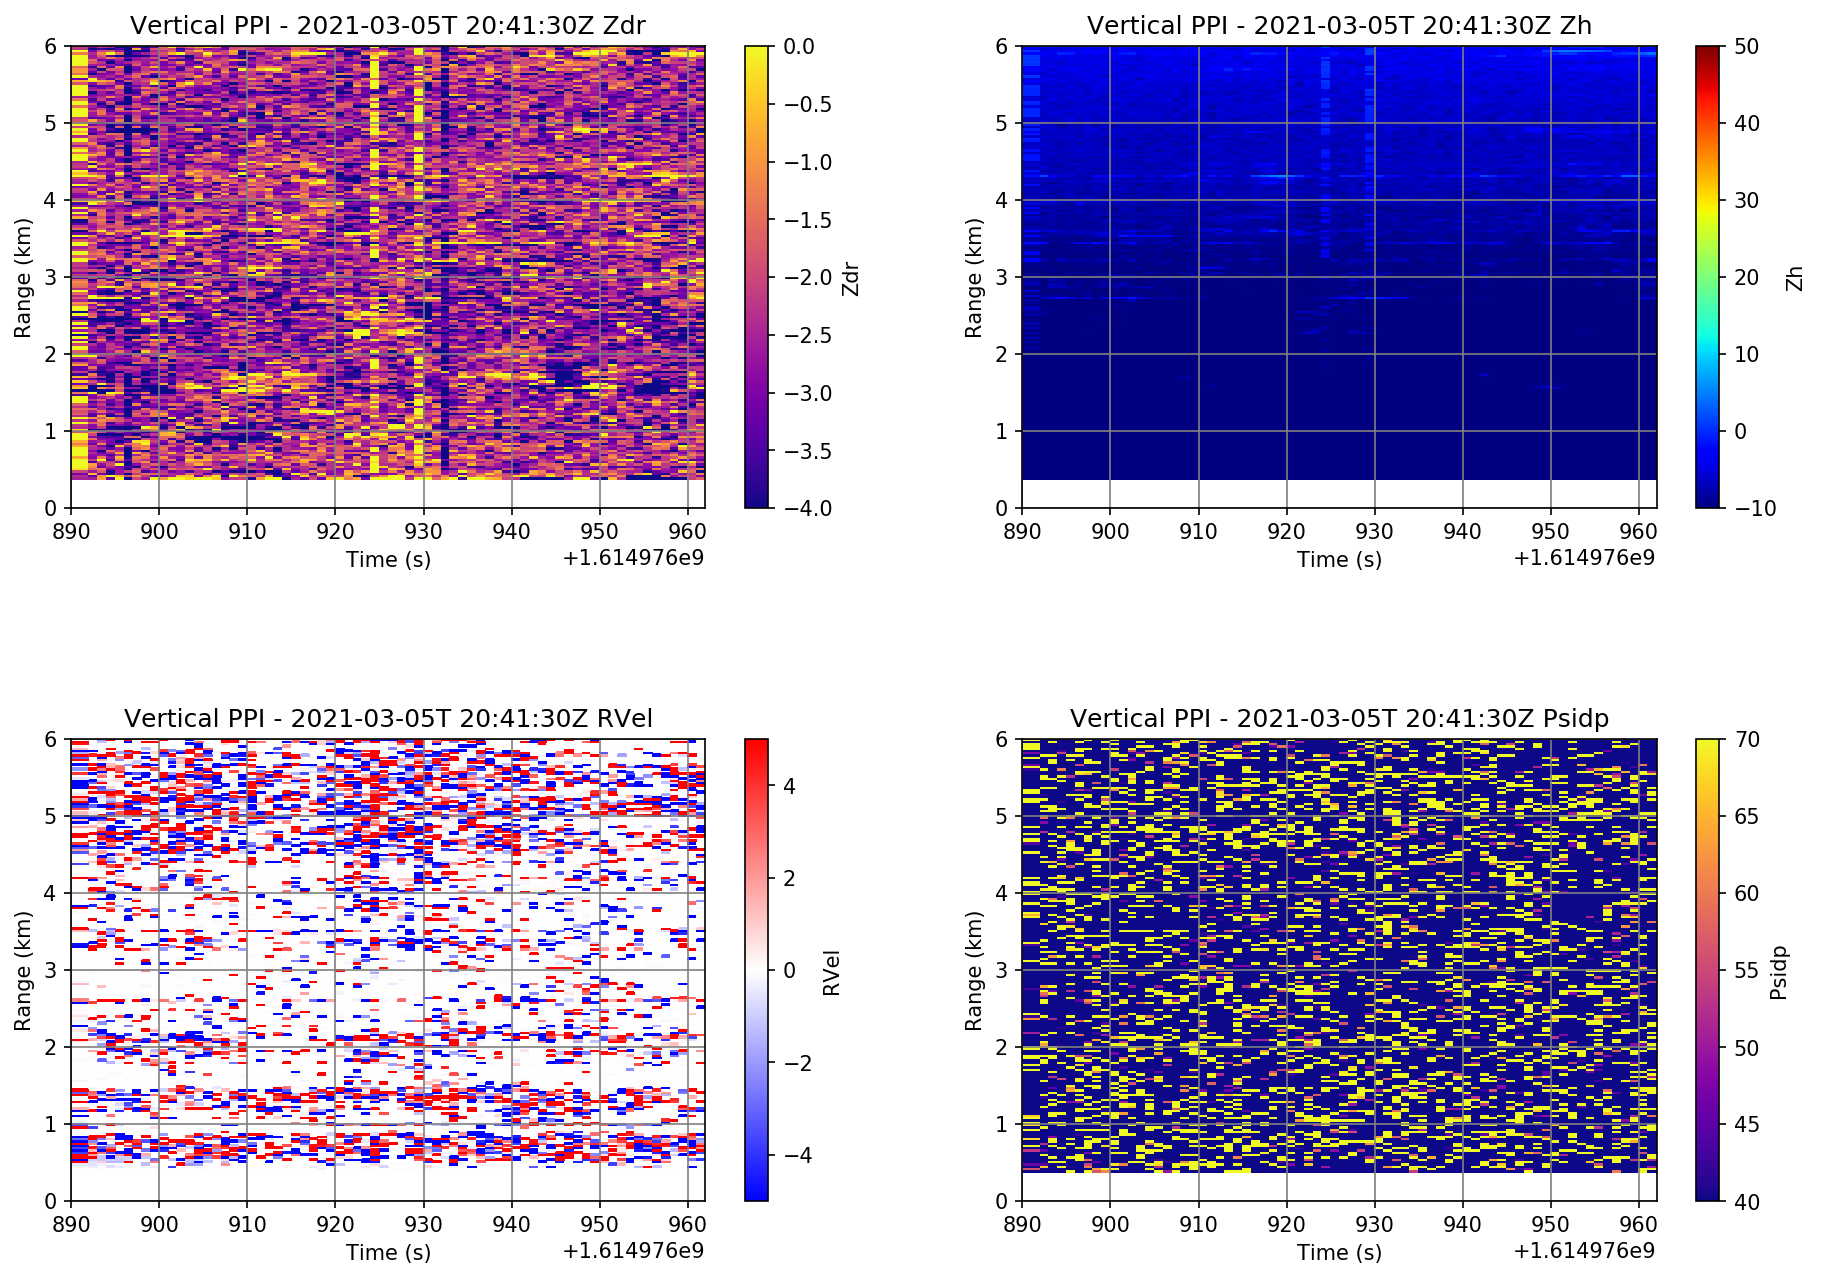 Vertical PPI - 2021-03-05T 20:41:30Z Zdr
6
5
4
3
2
1
0
Range (km)
890 900 910 920 930 940 950 960
Time (s)
+1.614976e9
0.0
−0.5
−1.0
−1.5
−2.0
−2.5
−3.0
−3.5
−4.0
Zdr
Vertical PPI - 2021-03-05T 20:41:30Z Zh
6
5
4
3
2
1
0
Range (km)
890 900 910 920 930 940 950 960
Time (s)
+1.614976e9
50
40
30
20
10
0
−10
Zh
Vertical PPI - 2021-03-05T 20:41:30Z RVel
6
5
4
3
2
1
0
Range (km)
890 900 910 920 930 940 950 960
Time (s)
+1.614976e9
4
2
0
−2
−4
RVel
Vertical PPI - 2021-03-05T 20:41:30Z Psidp
6
5
4
3
2
1
0
Range (km)
890 900 910 920 930 940 950 960
Time (s)
+1.614976e9
70
65
60
55
50
45
40
Psidp